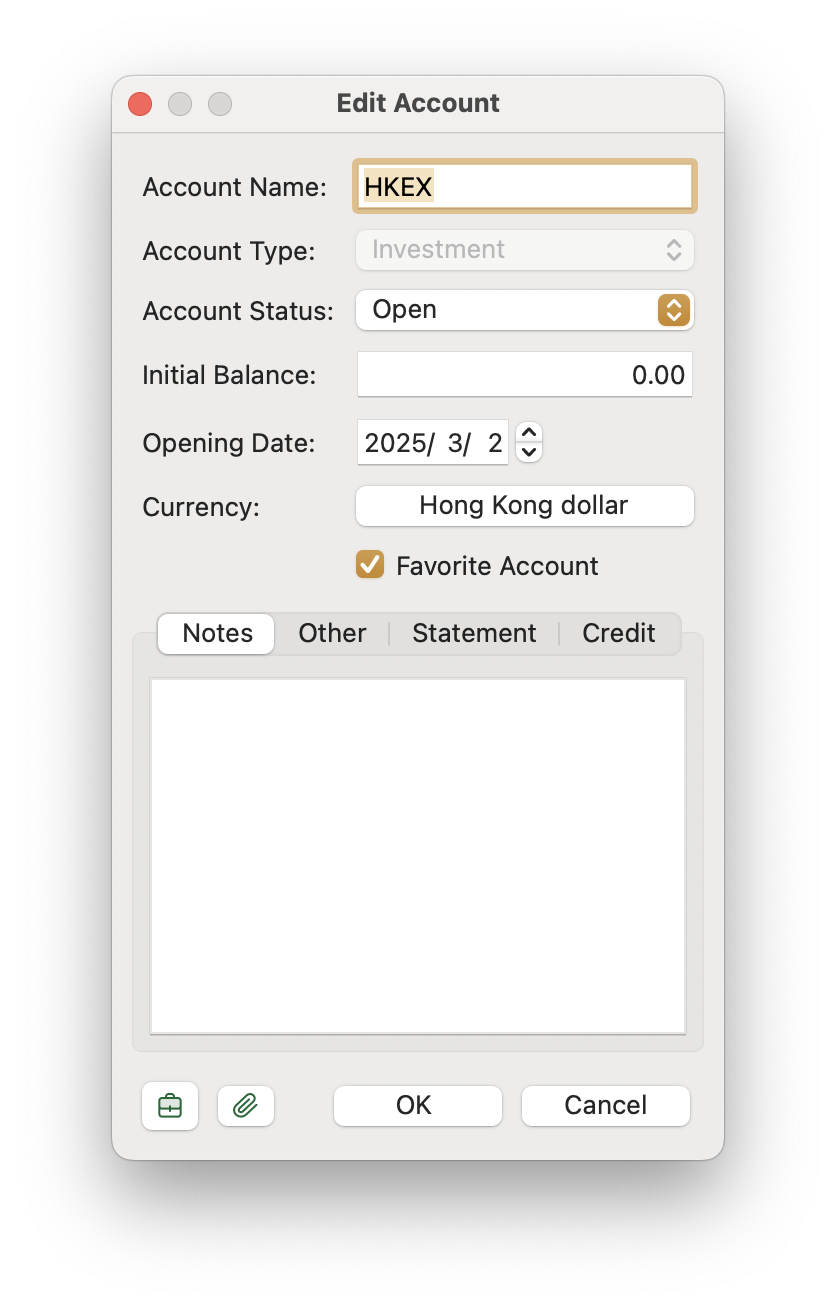 Edit Account
Account Name: HKEX
Account Type: Investment
Account Status: Open
Initial Balance: 0.00
Opening Date: 2025/ 3/ 2
Currency: Hong Kong dollar
Favorite Account
Notes Other Statement Credit
OK Cancel